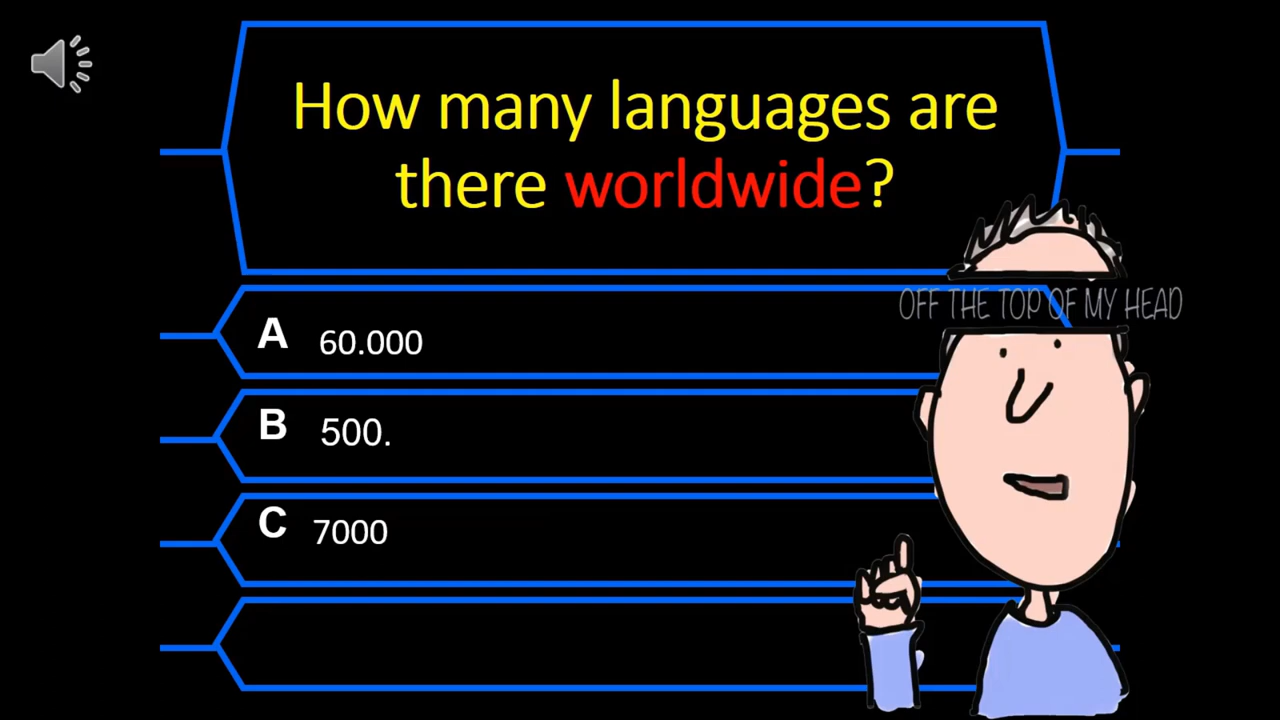 How many languages are
there worldwide?
OFF THE TOP OF MY HEAD
A 60.000
B 500.
C 7000